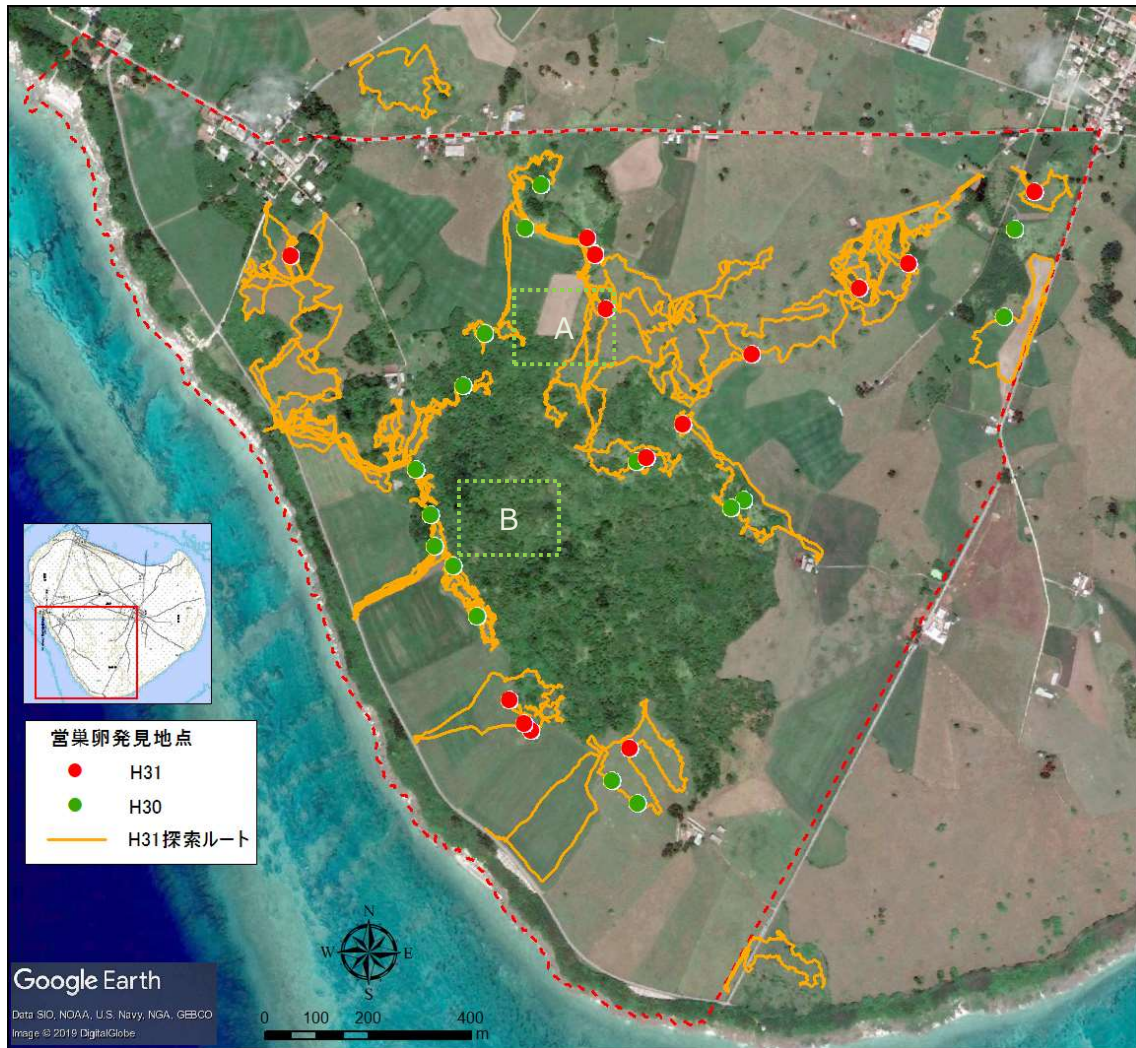 A
B
営巣卵発見地点
H31
H30
H31探索ルート
N
W E
S
Google Earth
Data SIO, NOAA, U.S. Navy, NGA, GEBCO
Image © 2019 DigitalGlobe
0 100 200 400
m